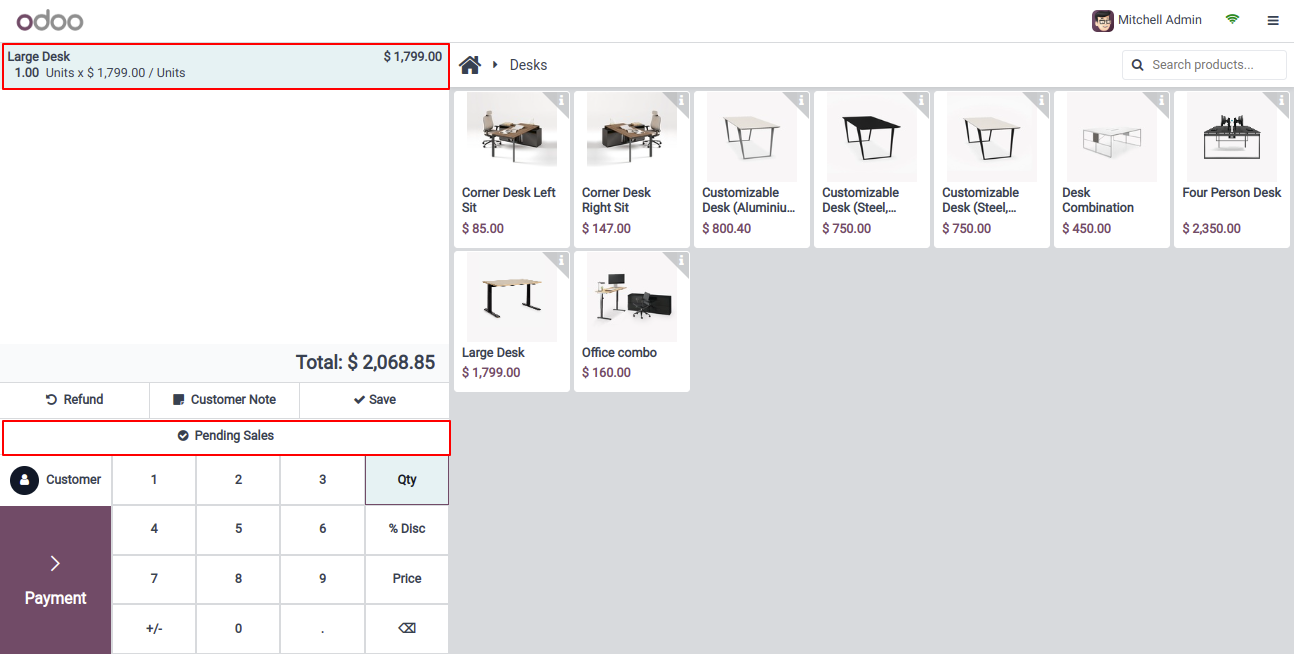 odoo
Mitchell Admin
Large Desk $ 1,799.00
1.00 Units x $ 1,799.00 / Units
Desks
Search products...
Corner Desk Left
Sit
$ 85.00
Corner Desk
Right Sit
$ 147.00
Customizable
Desk (Aluminiu...
$ 800.40
Customizable
Desk (Steel,...
$ 750.00
Customizable
Desk (Steel,...
$ 750.00
Desk
Combination
$ 450.00
Four Person Desk
$ 2,350.00
Large Desk
$ 1,799.00
Office combo
$ 160.00
Total: $ 2,068.85
Refund Customer Note Save
Pending Sales
Customer 1 2 3 Qty
4 5 6 % Disc
Payment
7 8 9 Price
+/- 0 .